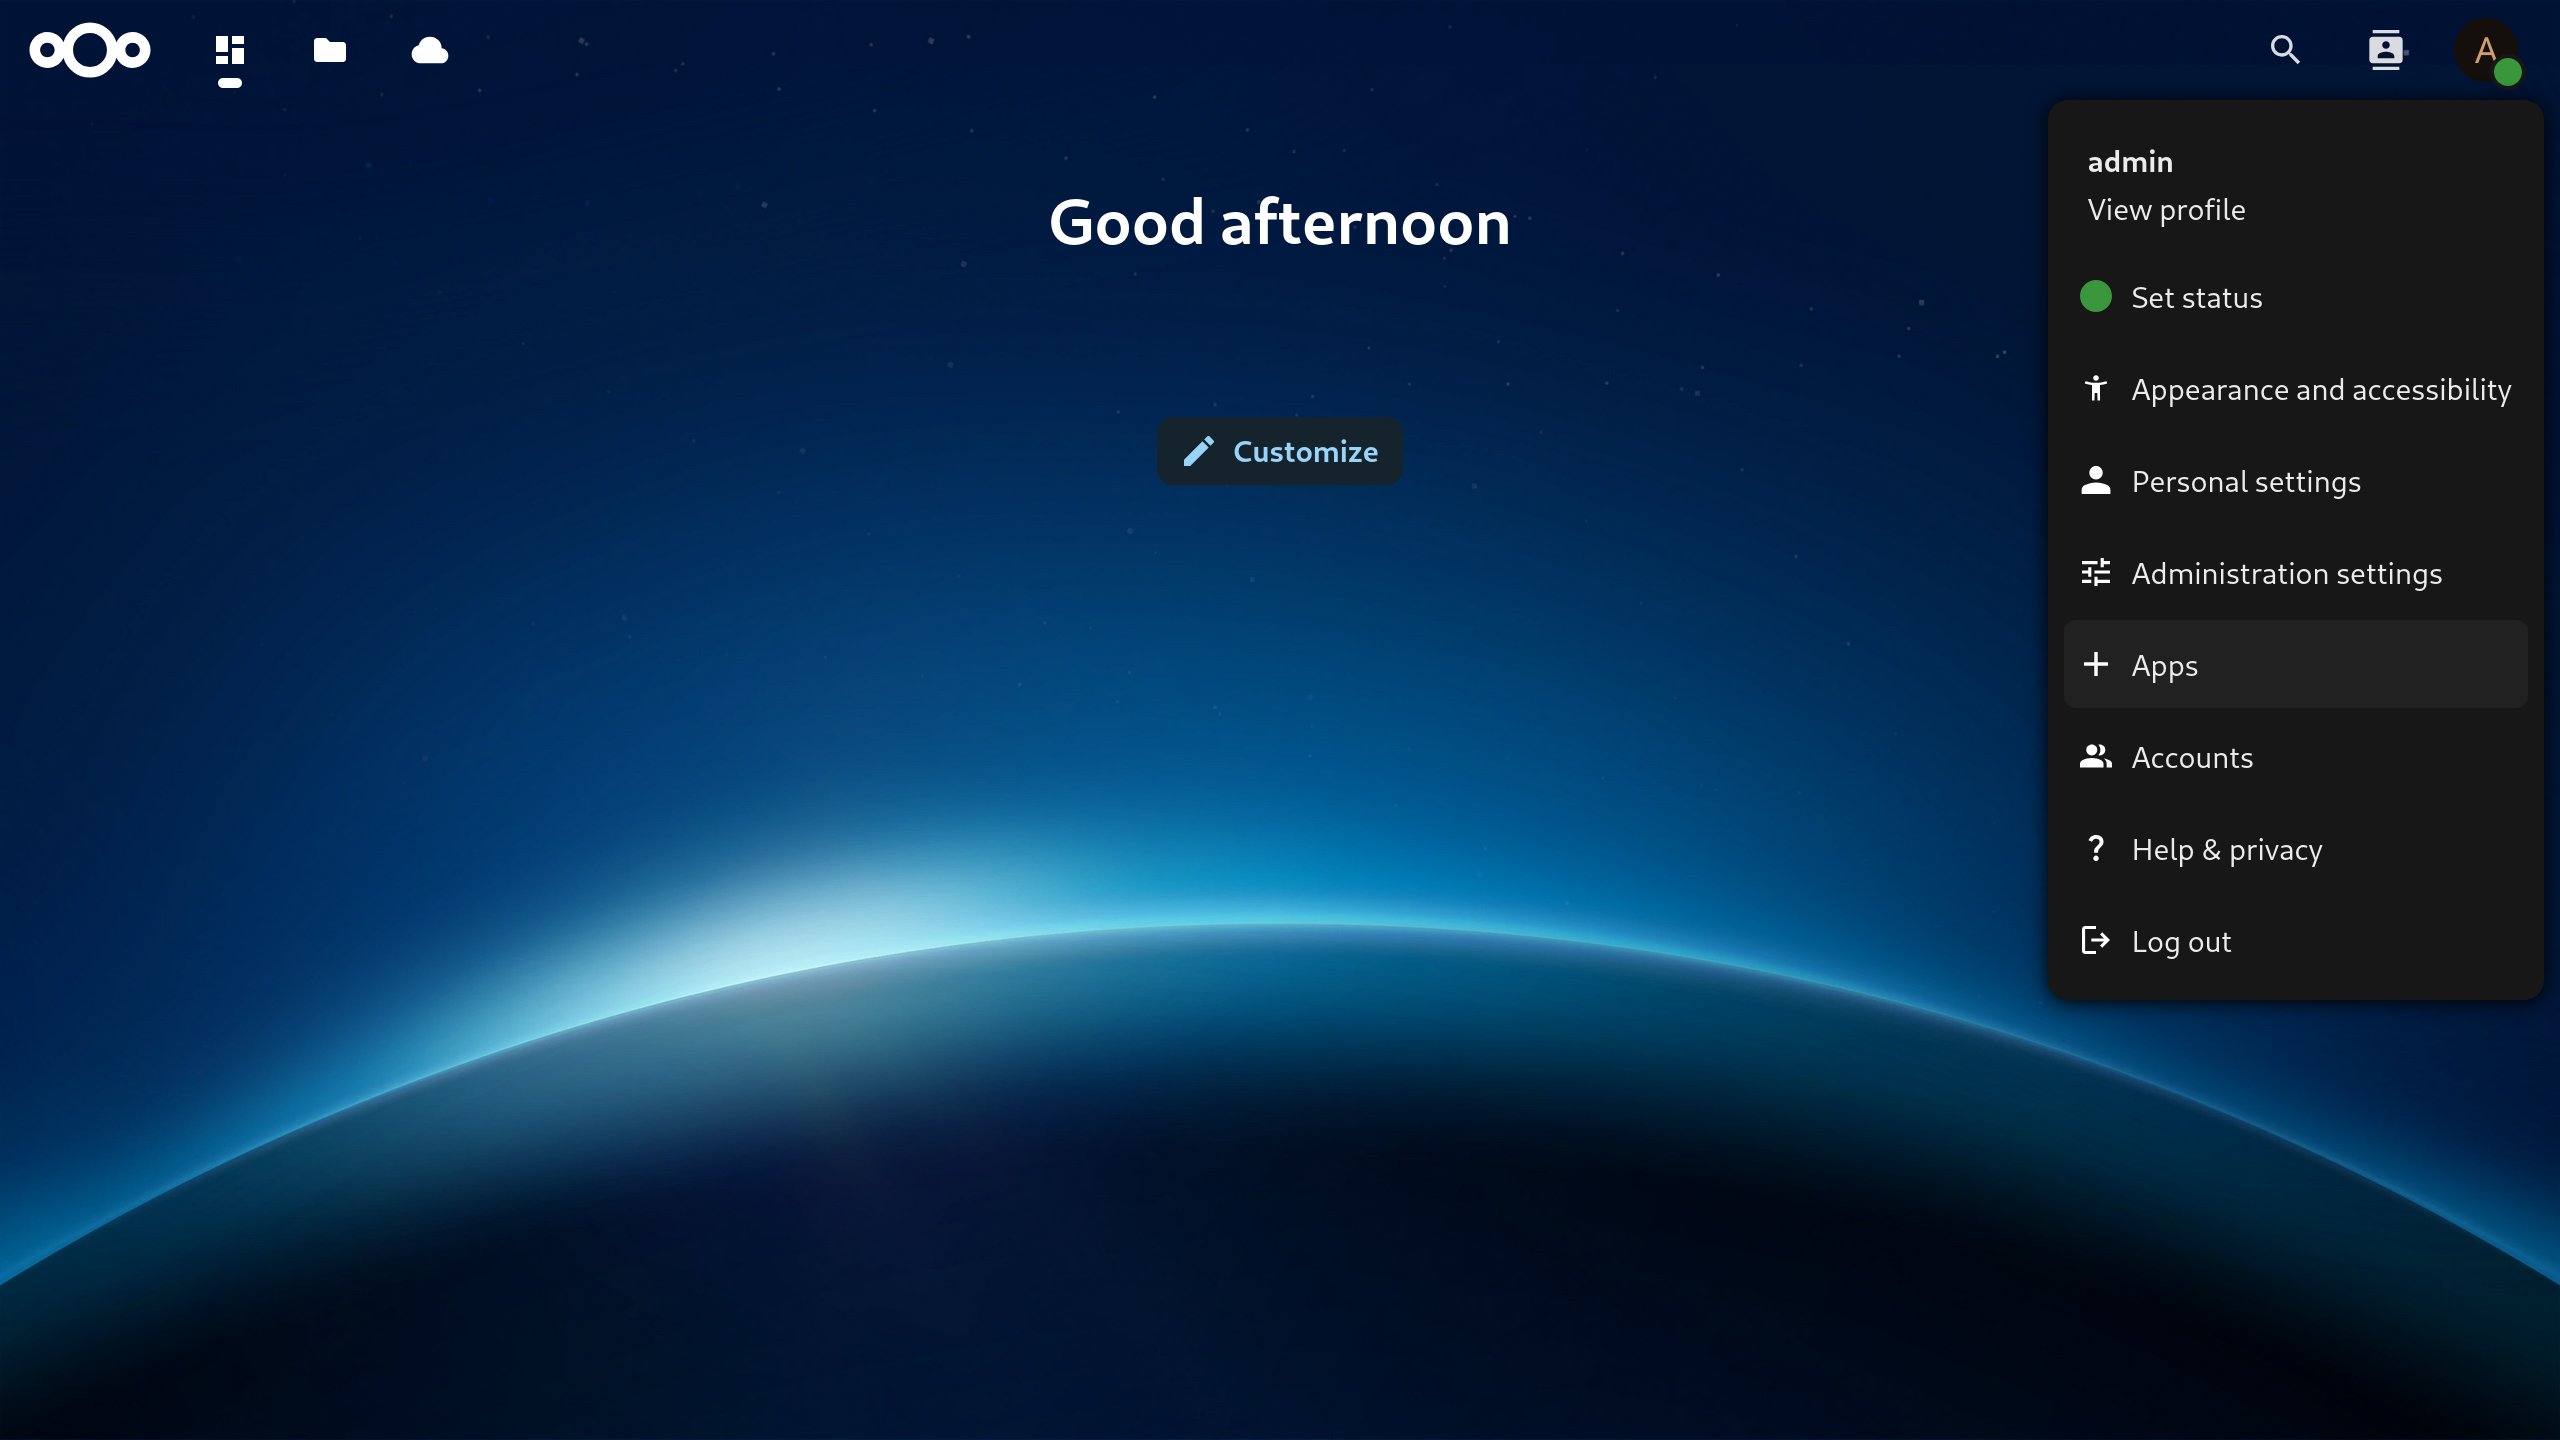 A
admin
View profile
Good afternoon
Set status
Appearance and accessibility
Customize
Personal settings
Administration settings
Apps
Accounts
Help & privacy
Log out